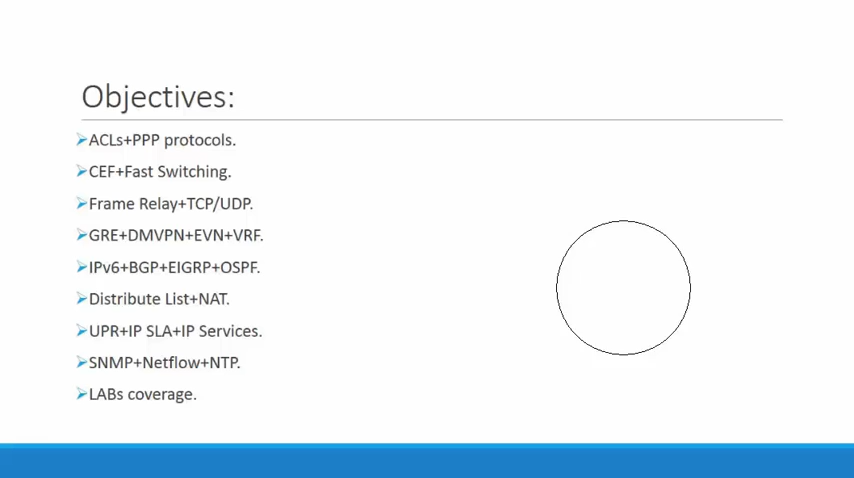 Objectives:
ACLs+PPP protocols.
CEF+Fast Switching.
Frame Relay+TCP/UDP.
GRE+DMVPN+EVN+VRF.
IPv6+BGP+EIGRP+OSPF.
Distribute List+NAT.
UPR+IP SLA+IP Services.
SNMP+Netflow+NTP.
LABs coverage.